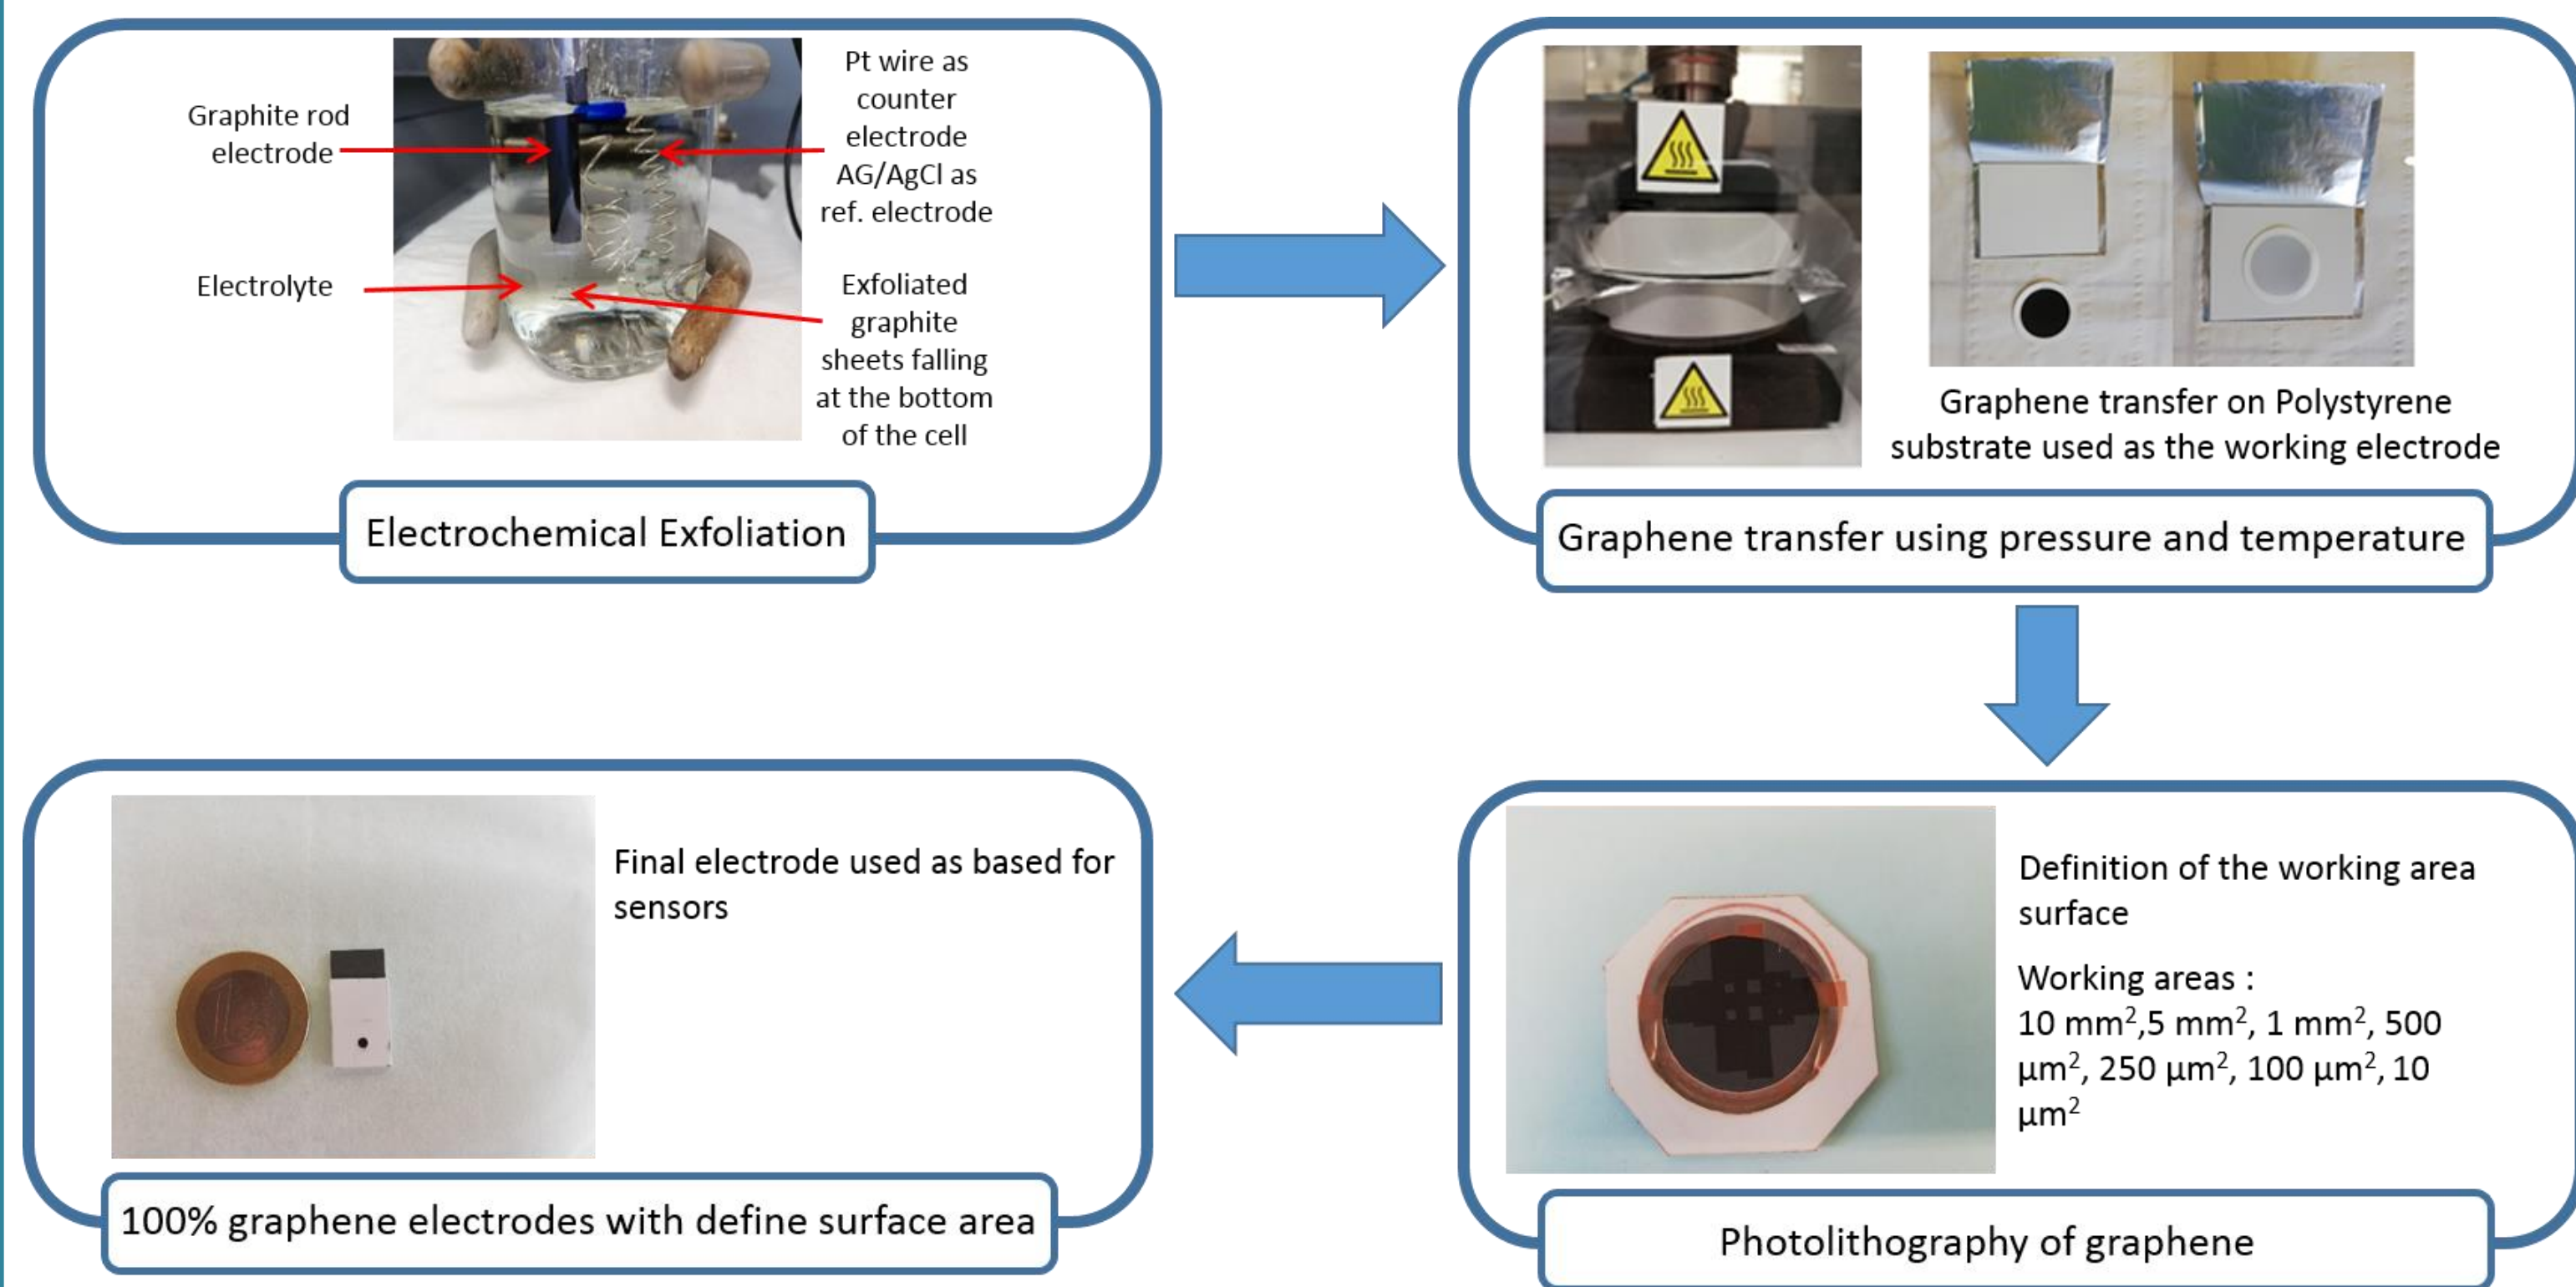 Graphite rod
electrode
Electrolyte
Pt wire as
counter
electrode
AG/AgCl as
ref. electrode
Exfoliated
graphite
sheets falling
at the bottom
of the cell
Electrochemical Exfoliation
Graphene transfer on Polystyrene
substrate used as the working electrode
Graphene transfer using pressure and temperature
Final electrode used as based for
sensors
1
100% graphene electrodes with define surface area
Definition of the working area
surface
Working areas :
10 mm²,5 mm², 1 mm², 500
µm², 250 µm², 100 µm², 10
µm²
Photolithography of graphene